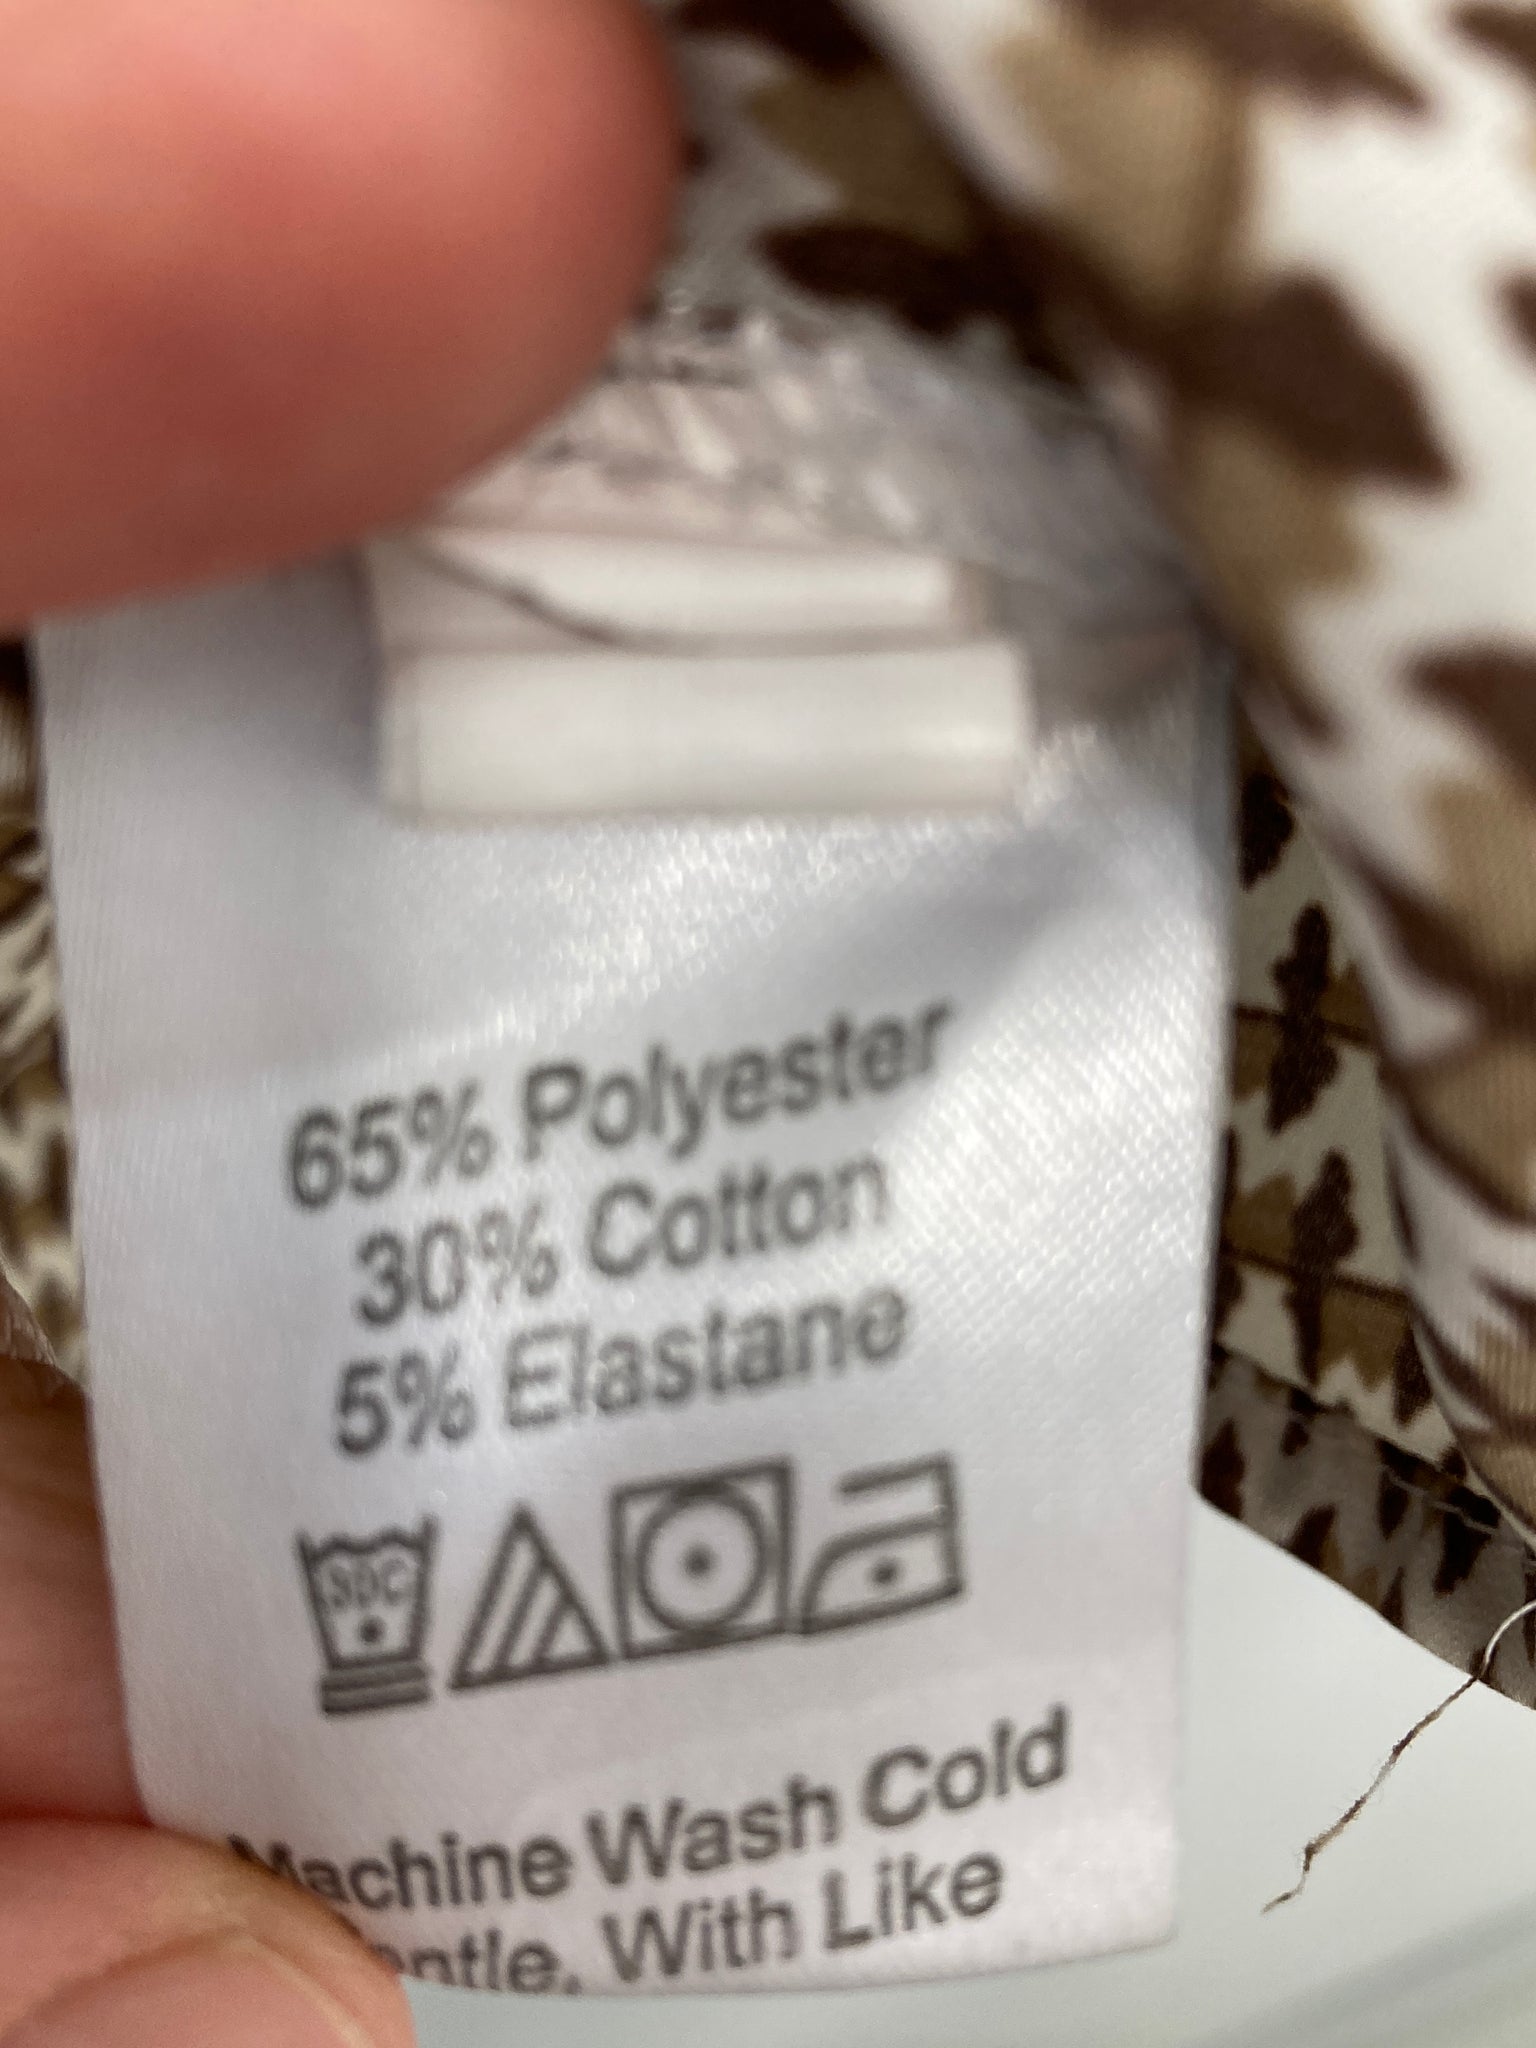 65% Polyester
30% Cotton
5% Elastane
Machine Wash Cold
With Like